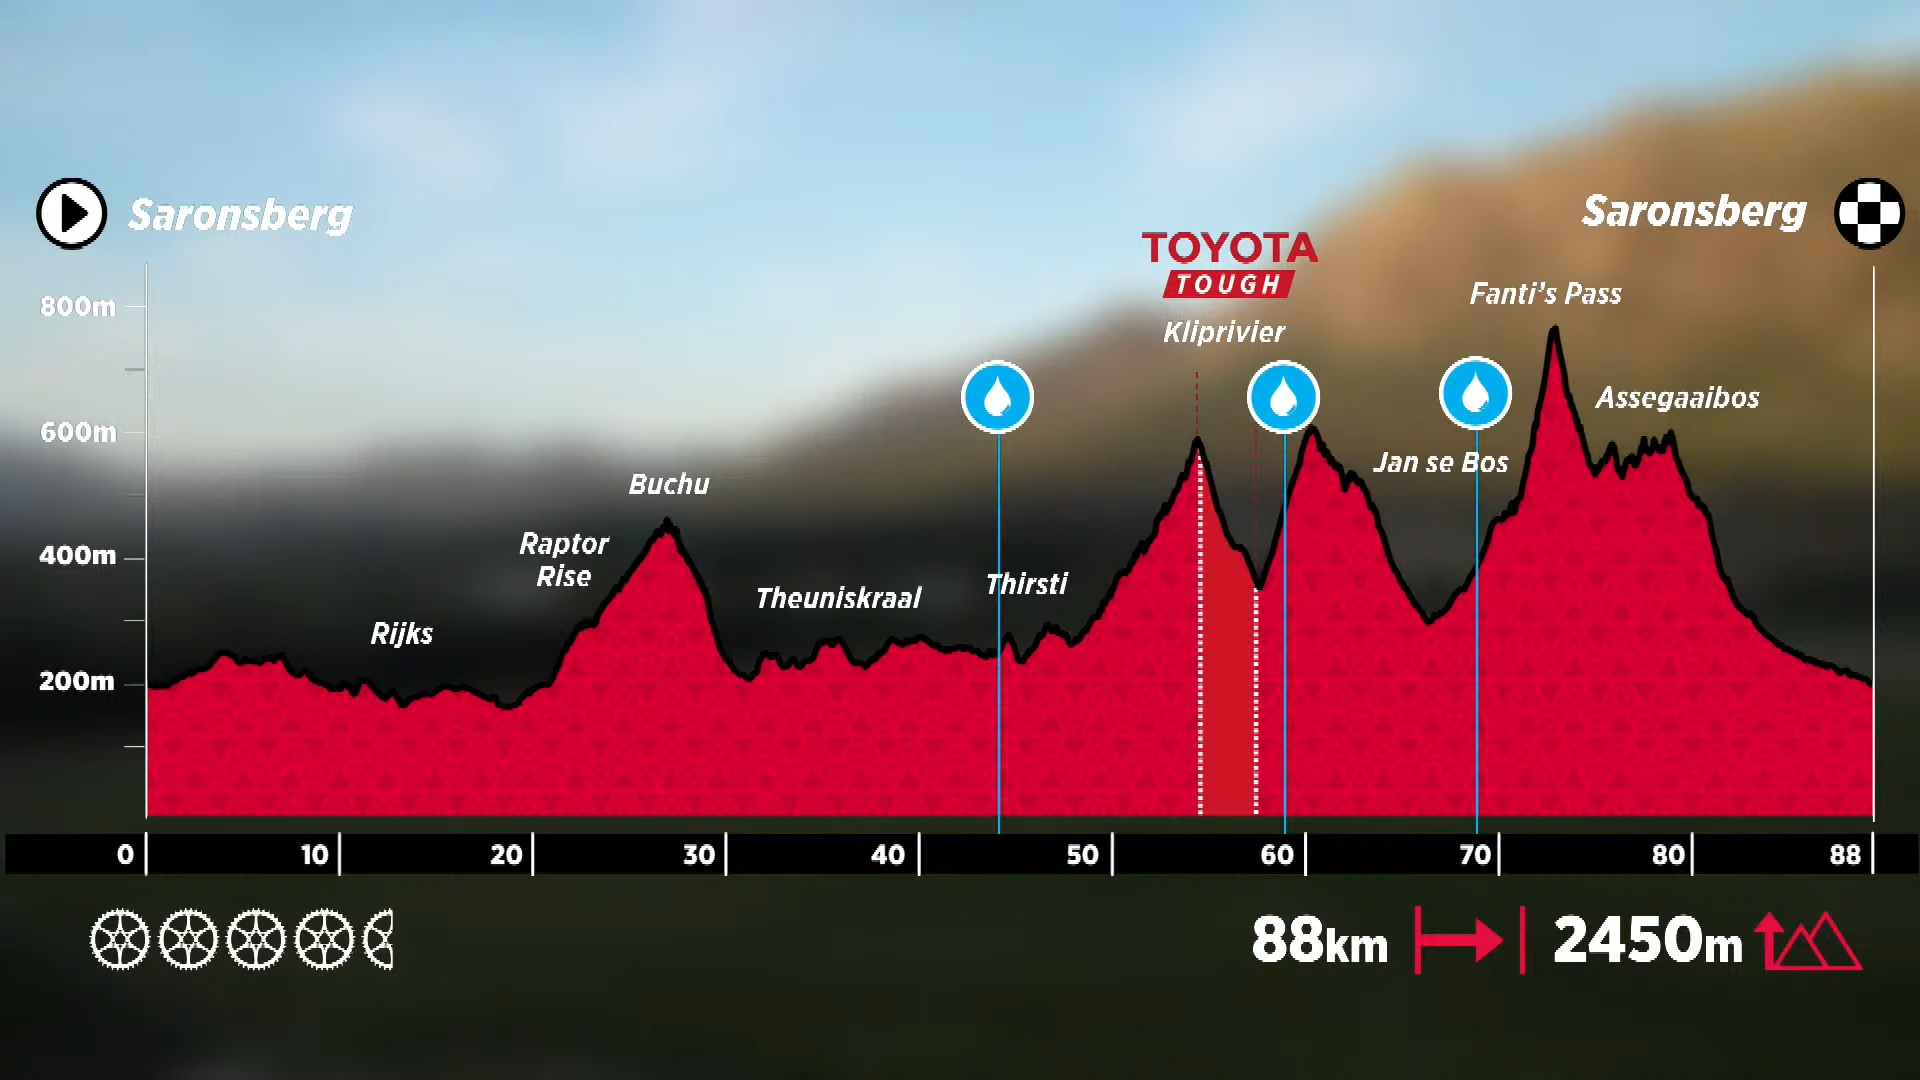 Saronsberg
Saronsberg
TOYOTA
TOUGH
Kliprivier
Fanti's Pass
Assegaaibos
Jan se Bos
Buchu
Raptor
Rise
Thirsti
Theuniskraal
Rijks
800m
600m
400m
200m
0 10 20 30 40 50 60 70 80 88
88km
2450m